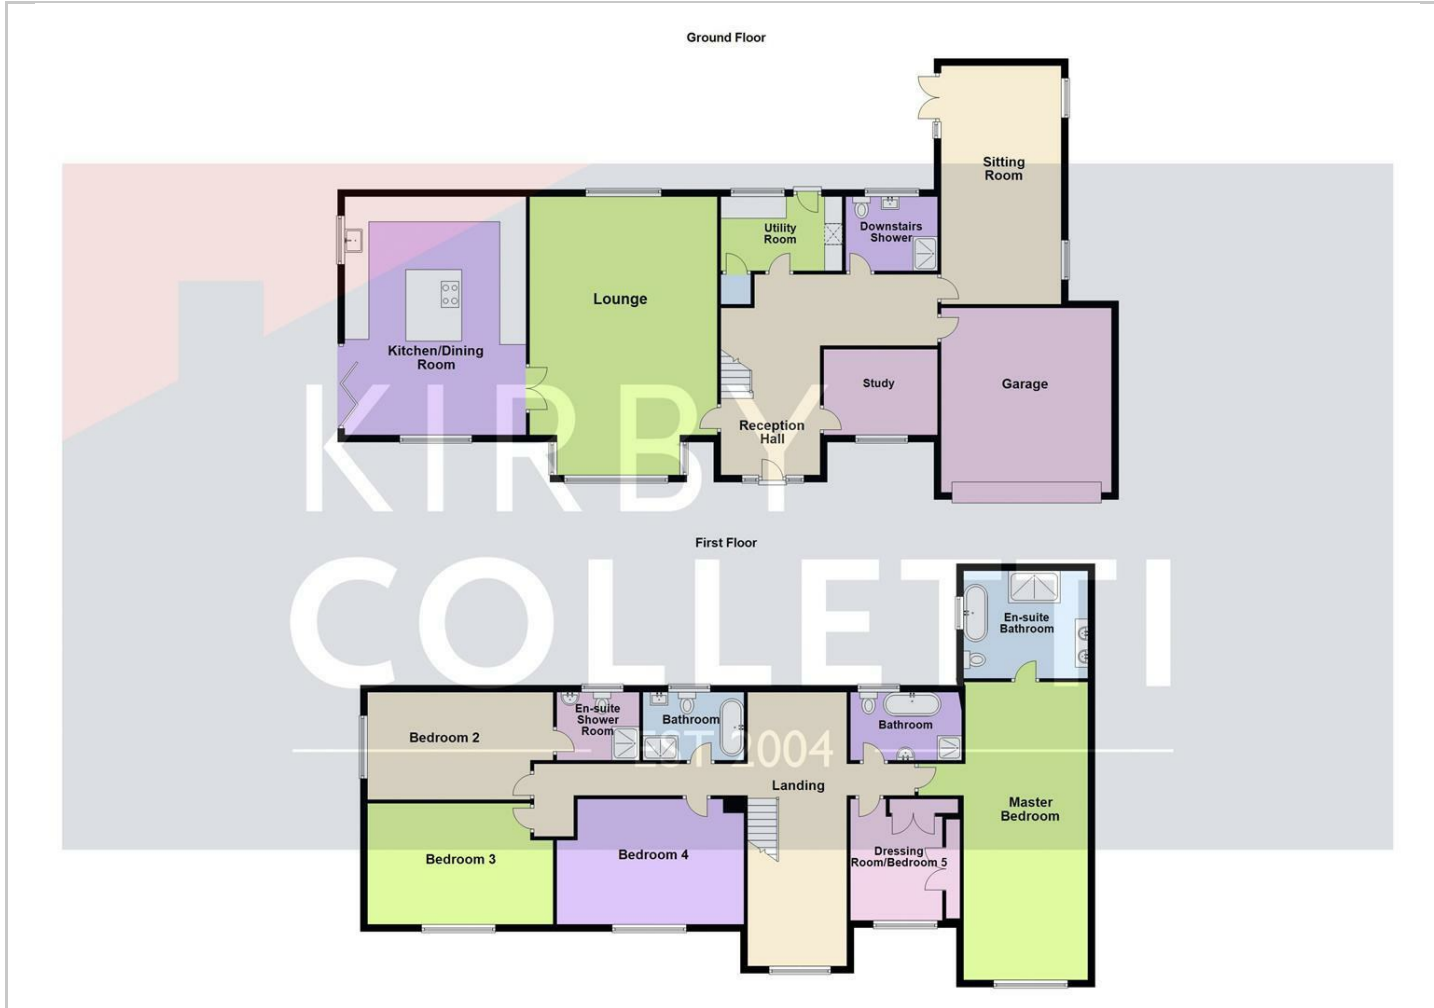 Ground Floor
Sitting
Room
Utility
Room
Downstairs
Shower
Lounge
Kitchen/Dining
Room
Study
Garage
Reception
Hall
KIRBY
First Floor
COLLETTI
En-suite
Bathroom
En-suite
Shower
Room
Bathroom
Bathroom
Bedroom 2
EST 2004
Landing
Master
Bedroom
Bedroom 3
Bedroom 4
Dressing
Room/Bedroom 5